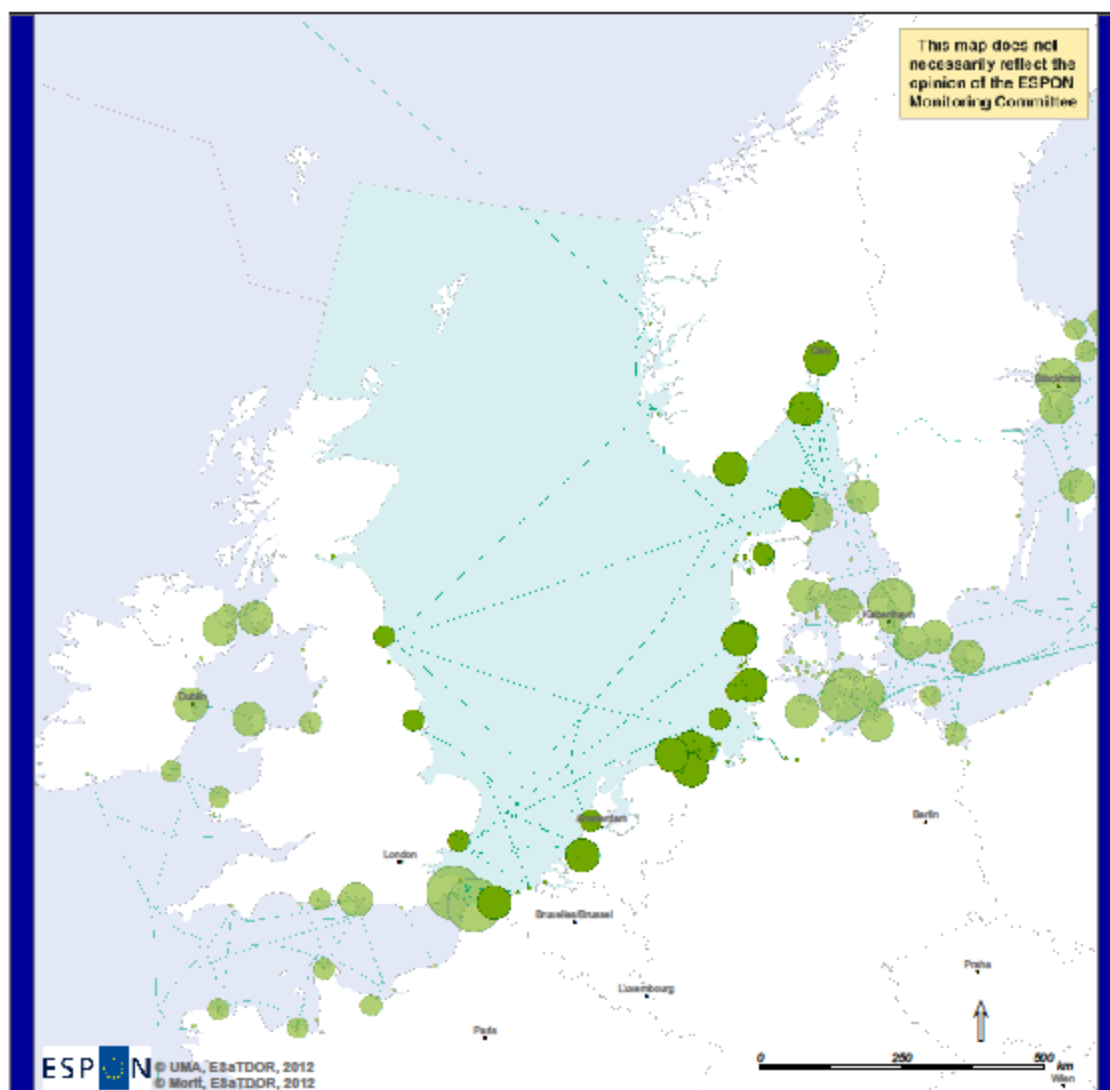 This map does not
necessarily reflect the
opinion of the ESPON
Monitoring Committee
Oslo
Stockholm
København
Dublin
Berlin
Amsterdam
London
Bruxelles/Brussel
Praha
Luxembourg
Paris
0 250 500
km
Wien
ESPON
© UMA, ESaTDOR, 2012
© Morit, ESaTDOR, 2012